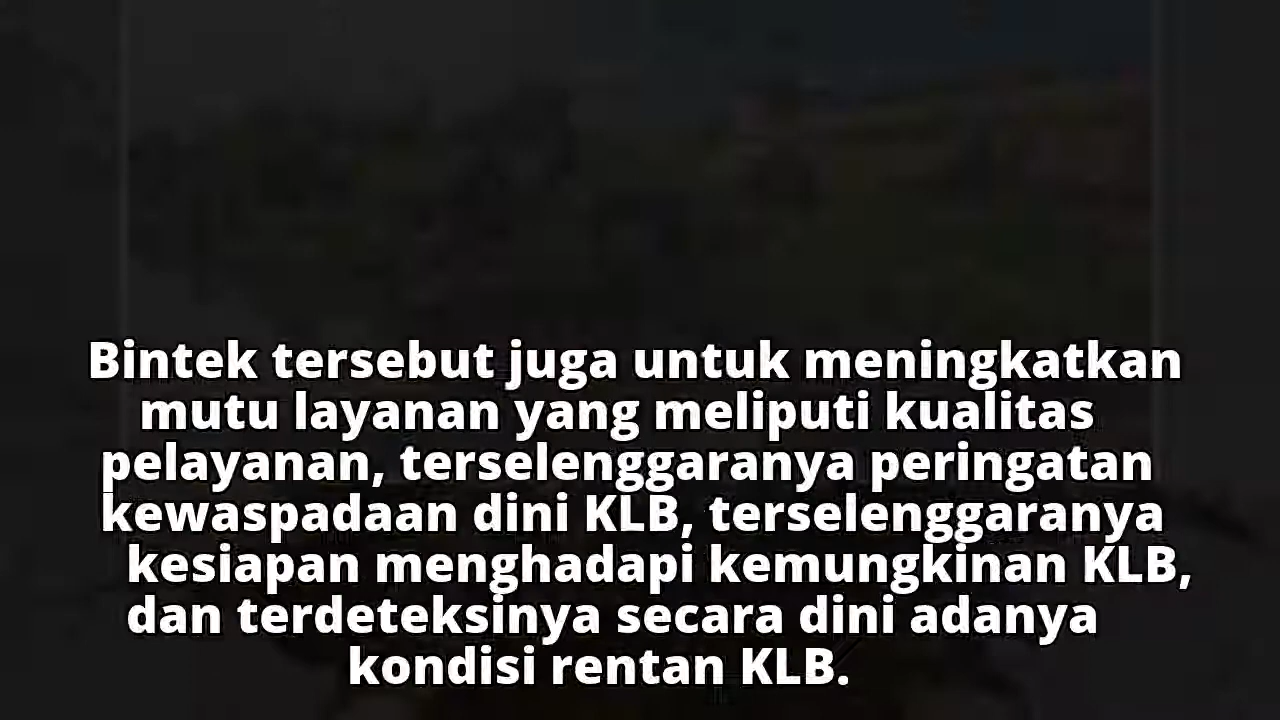 Bintek tersebut juga untuk meningkatkan
mutu layanan yang meliputi kualitas
pelayanan, terselenggaranya peringatan
kewaspadaan dini KLB, terselenggaranya
kesiapan menghadapi kemungkinan KLB,
dan terdeteksinya secara dini adanya
kondisi rentan KLB.